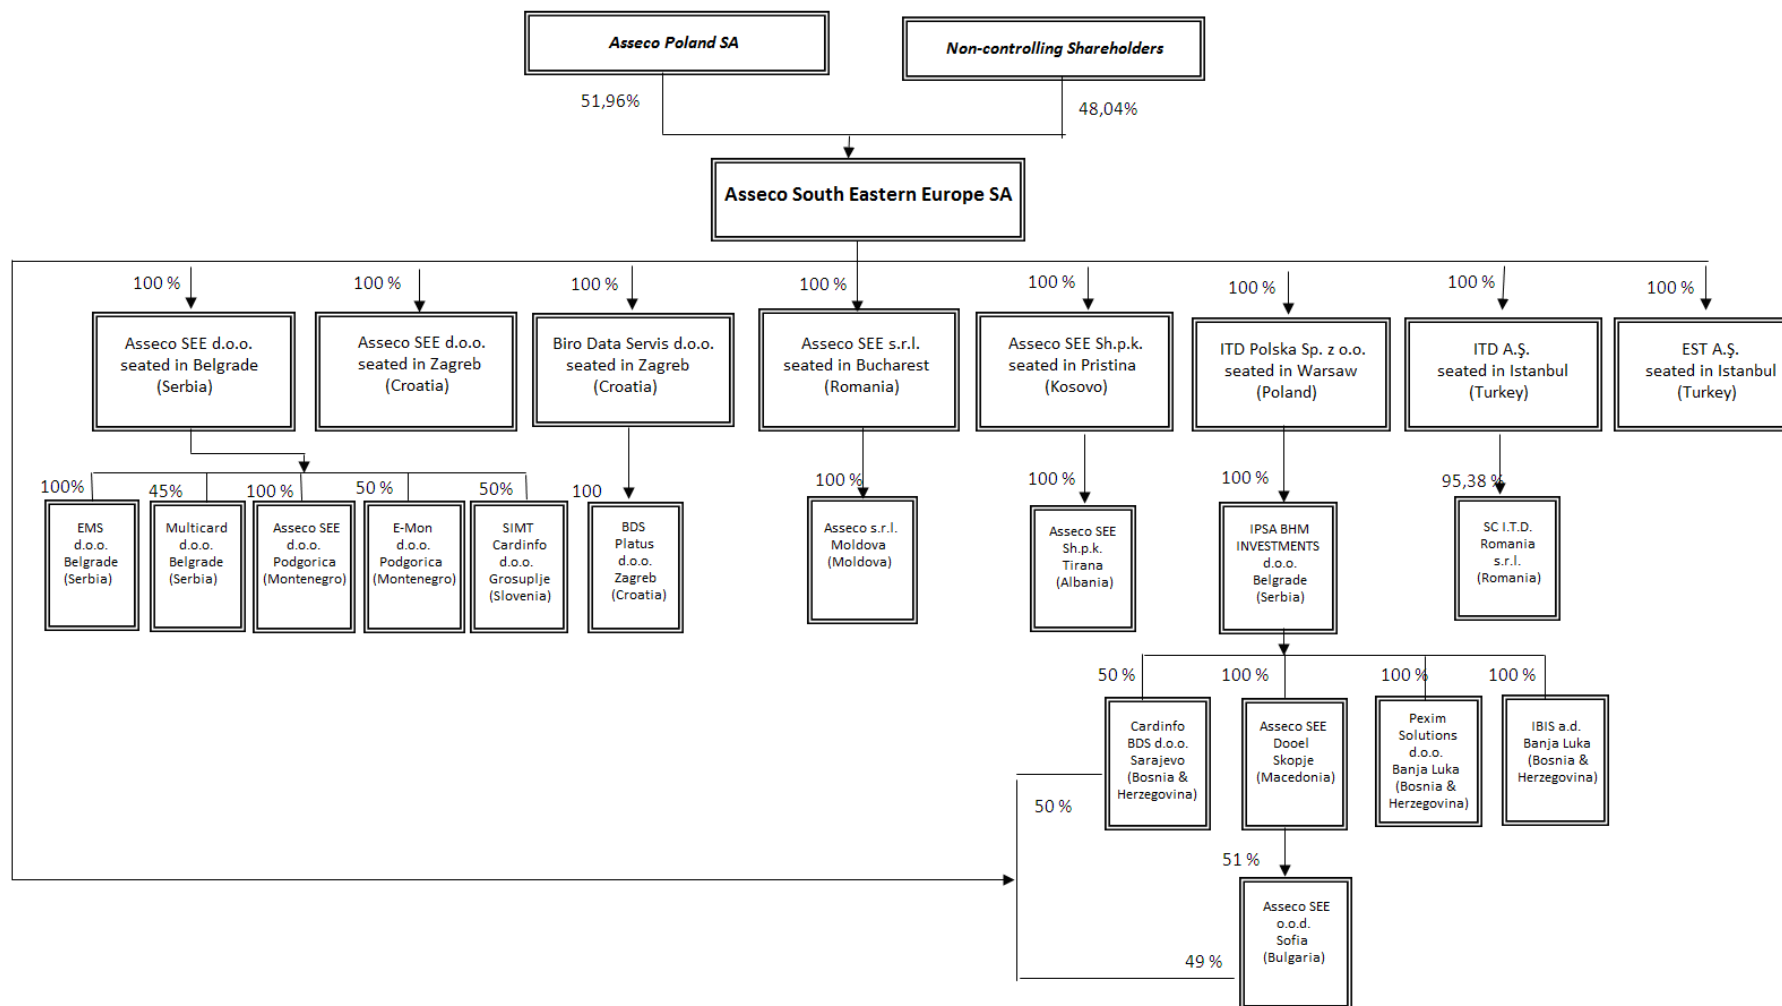 Asseco Poland SA
Non-controlling Shareholders
51,96%
48,04%
Asseco South Eastern Europe SA
100 %
100 %
100 %
100 %
100 %
100 %
100 %
100 %
Asseco SEE d.o.o.
seated in Belgrade
(Serbia)
Asseco SEE d.o.o.
seated in Zagreb
(Croatia)
Biro Data Servis d.o.o.
seated in Zagreb
(Croatia)
Asseco SEE s.r.l.
seated in Bucharest
(Romania)
Asseco SEE Sh.p.k.
seated in Pristina
(Kosovo)
ITD Polska Sp. z o.o.
seated in Warsaw
(Poland)
ITD A.Ş.
seated in Istanbul
(Turkey)
EST A.Ş.
seated in Istanbul
(Turkey)
100%
45%
100 %
50 %
50%
100
100 %
100 %
100 %
95,38 %
EMS
d.o.o.
Belgrade
(Serbia)
Multicard
d.o.o.
Belgrade
(Serbia)
Asseco SEE
d.o.o.
Podgorica
(Montenegro)
E-Mon
d.o.o.
Podgorica
(Montenegro)
SIMT
Cardinfo
d.o.o.
Grosuplje
(Slovenia)
BDS
Platus
d.o.o.
Zagreb
(Croatia)
Asseco s.r.l.
Moldova
(Moldova)
Asseco SEE
Sh.p.k.
Tirana
(Albania)
IPSA BHM
INVESTMENTS
d.o.o.
Belgrade
(Serbia)
SC I.T.D.
Romania
s.r.l.
(Romania)
50 %
100 %
100 %
100 %
Cardinfo
BDS d.o.o.
Sarajevo
(Bosnia &
Herzegovina)
Asseco SEE
Dooel
Skopje
(Macedonia)
Pexim
Solutions
d.o.o.
Banja Luka
(Bosnia &
Herzegovina)
IBIS a.d.
Banja Luka
(Bosnia &
Herzegovina)
50 %
51 %
Asseco SEE
o.o.d.
Sofia
(Bulgaria)
49 %